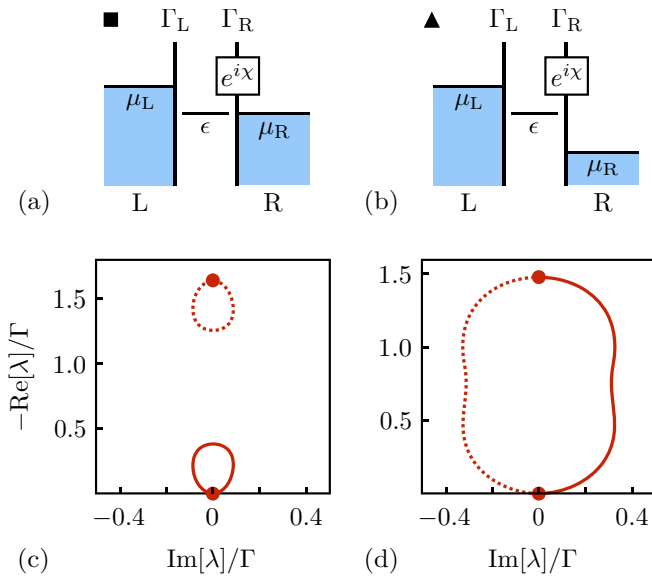 ■ Γ_L Γ_R
e^{iχ}
μ_L
ϵ
μ_R
(a) L R
▲ Γ_L Γ_R
e^{iχ}
μ_L
ϵ
μ_R
(b) L R
−Re[λ]/Γ
1.5
1.0
0.5
−0.4 0 0.4
(c) Im[λ]/Γ
1.5
1.0
0.5
−0.4 0 0.4
(d) Im[λ]/Γ